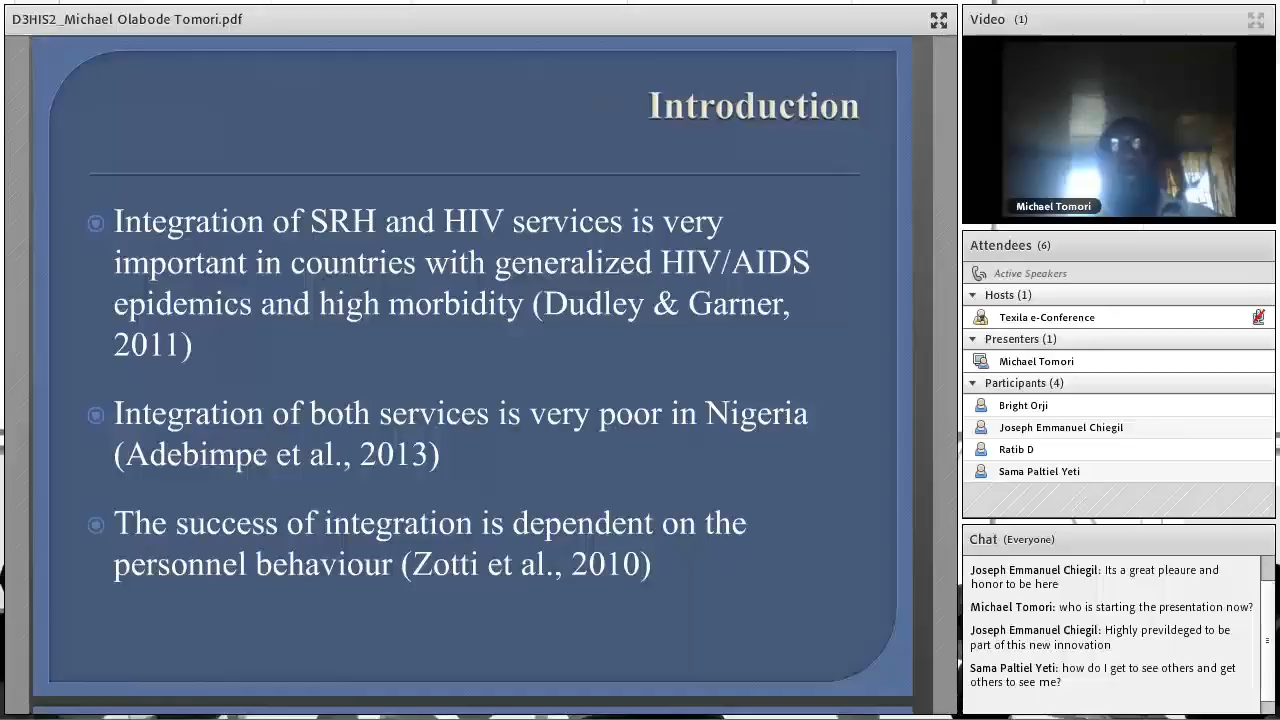 D3HIS2_Michael Olabode Tomori.pdf
Introduction
Integration of SRH and HIV services is very
important in countries with generalized HIV/AIDS
epidemics and high morbidity (Dudley & Garner,
2011)
Integration of both services is very poor in Nigeria
(Adebimpe et al., 2013)
The success of integration is dependent on the
personnel behaviour (Zotti et al., 2010)
Video (1)
Michael Tomori
Attendees (6)
Active Speakers
Hosts (1)
Texila e-Conference
Presenters (1)
Michael Tomori
Participants (4)
Bright Orji
Joseph Emmanuel Chiegil
Ratib D
Sama Paltiel Yeti
Chat (Everyone)
Joseph Emmanuel Chiegil: Its a great pleaure and
honor to be here
Michael Tomori: who is starting the presentation now?
Joseph Emmanuel Chiegil: Highly previldeged to be
part of this new innovation
Sama Paltiel Yeti: how do I get to see others and get
others to see me?